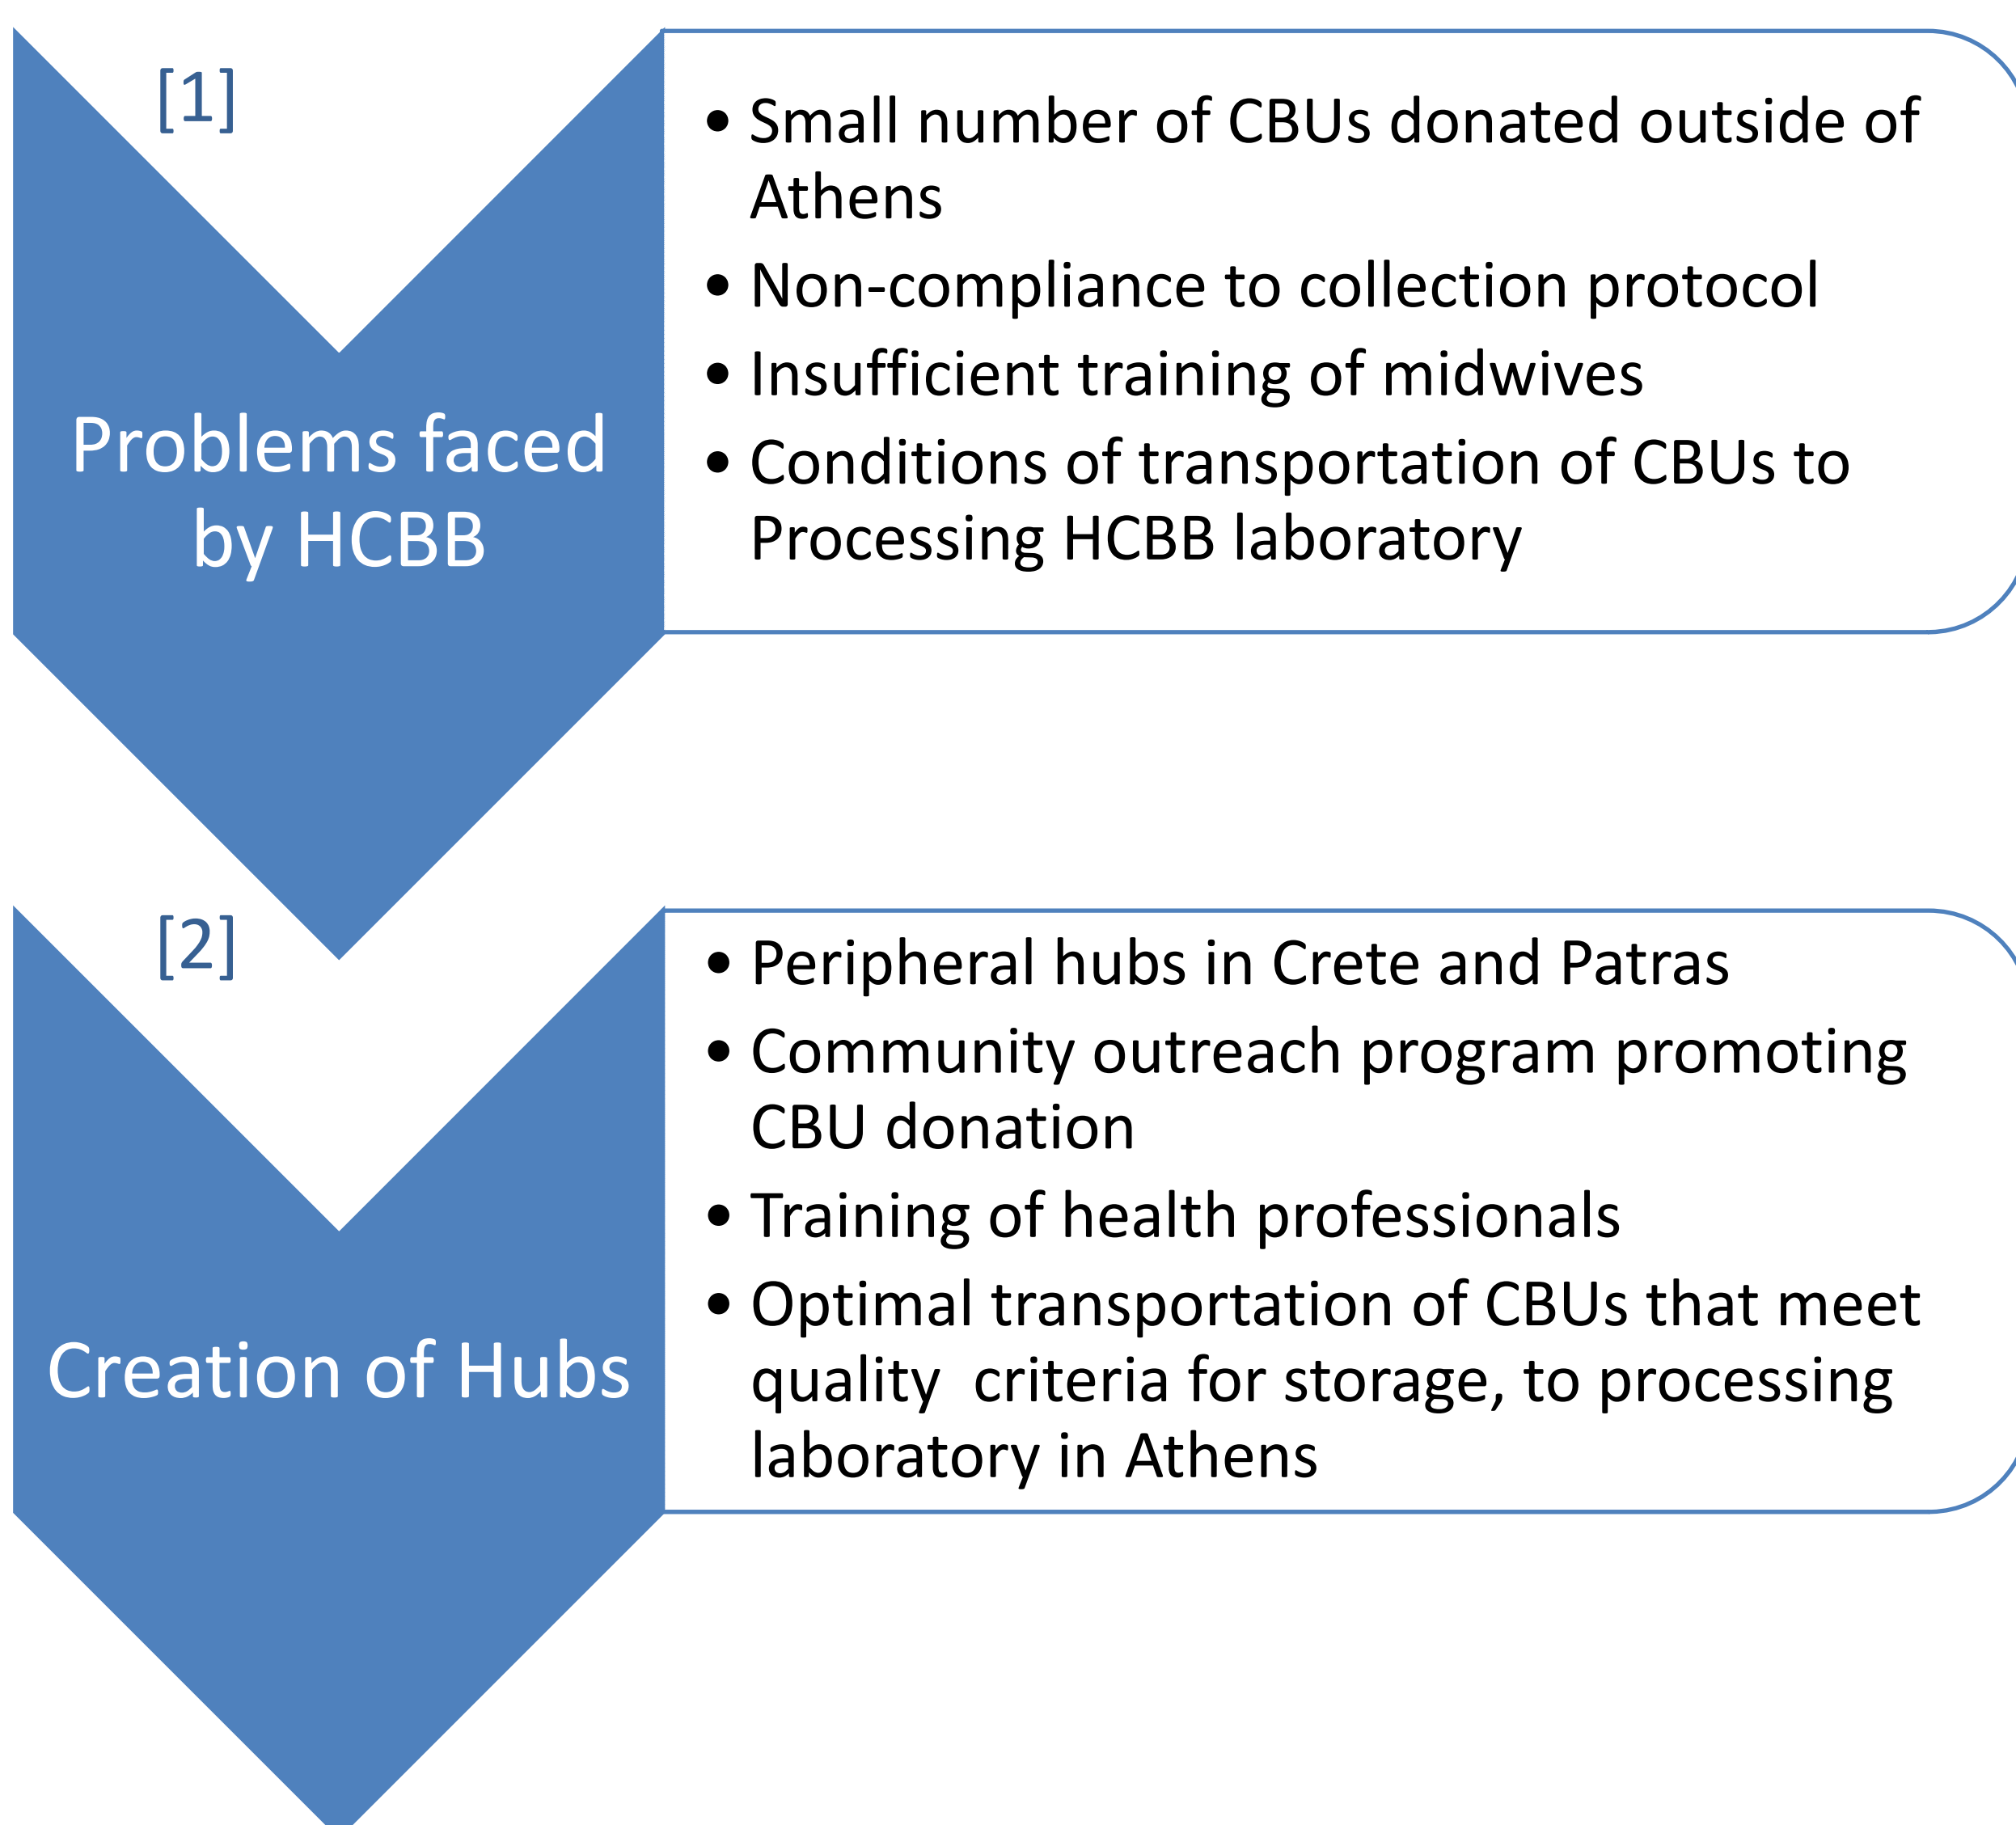 [1]
Problems faced
by HCBB
• Small number of CBUs donated outside of
Athens
• Non-compliance to collection protocol
• Insufficient training of midwives
• Conditions of transportation of CBUs to
Processing HCBB laboratory
[2]
Creation of Hubs
• Peripheral hubs in Crete and Patras
• Community outreach program promoting
CBU donation
• Training of health professionals
• Optimal transportation of CBUs that meet
quality  criteria for storage, to processing
laboratory in Athens